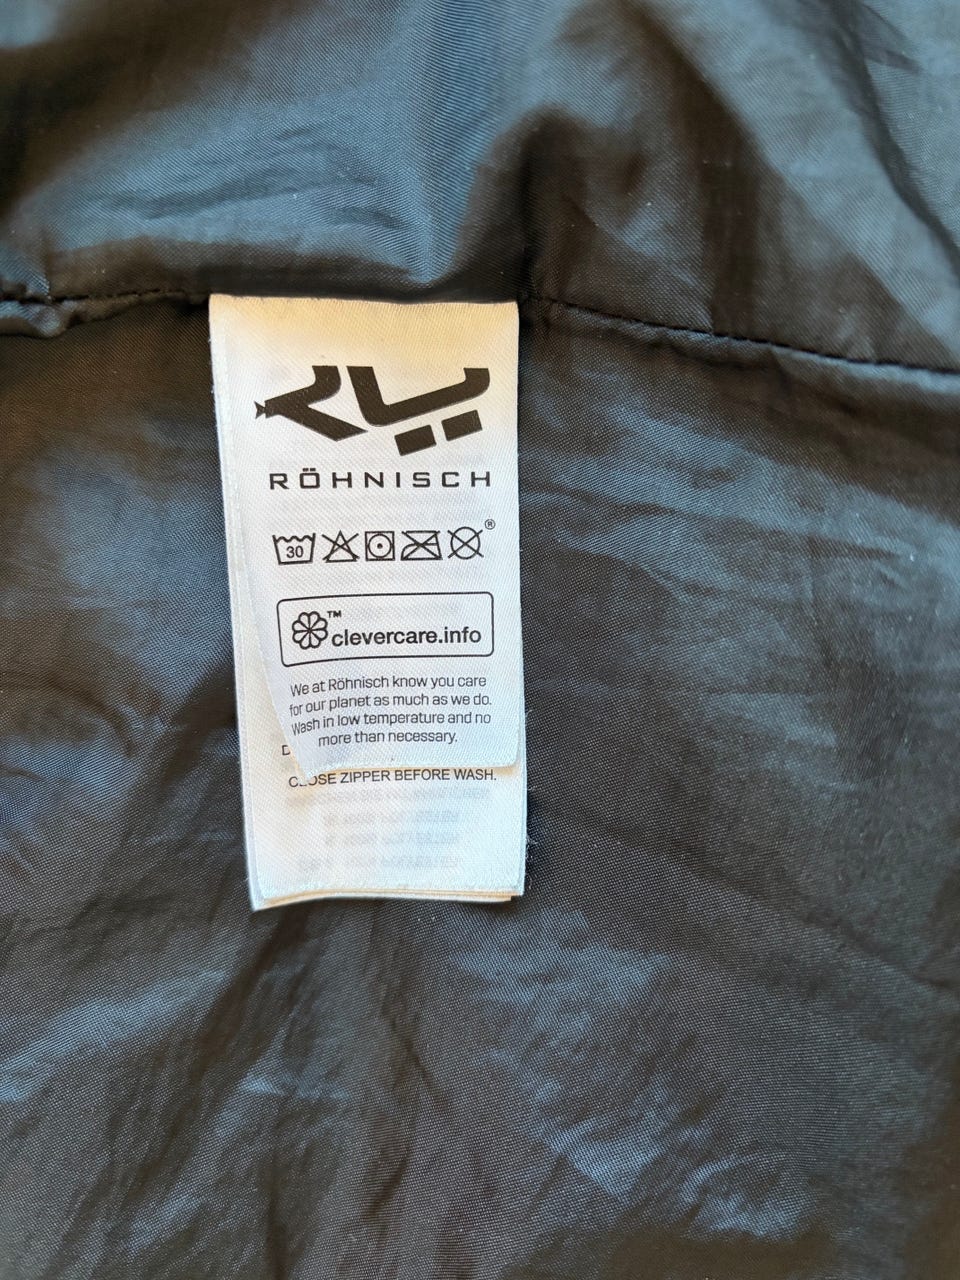 RÖHNISCH
30
®
™
clevercare.info
We at Röhnisch know you care
for our planet as much as we do.
Wash in low temperature and no
more than necessary.
CLOSE ZIPPER BEFORE WASH.